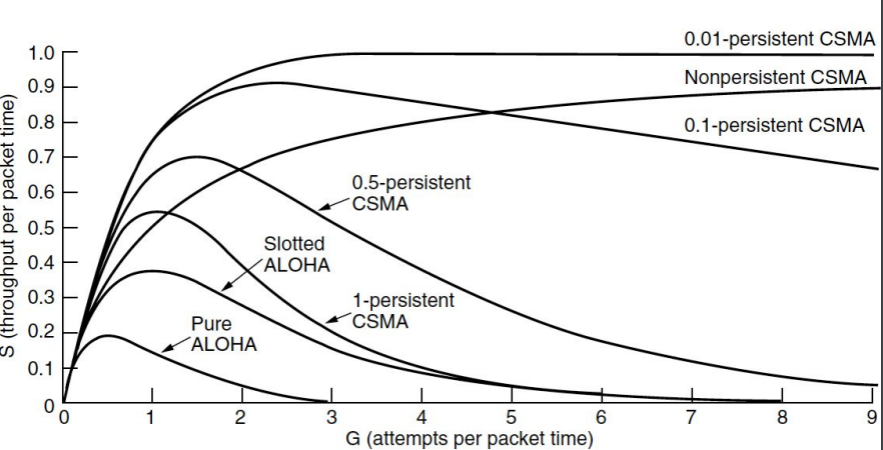 0.01-persistent CSMA
Nonpersistent CSMA
0.1-persistent CSMA
0.5-persistent
CSMA
Slotted
ALOHA
1-persistent
CSMA
Pure
ALOHA
S (throughput per packet time)
1.0
0.9
0.8
0.7
0.6
0.5
0.4
0.3
0.2
0.1
0
0 1 2 3 4 5 6 7 8 9
G (attempts per packet time)